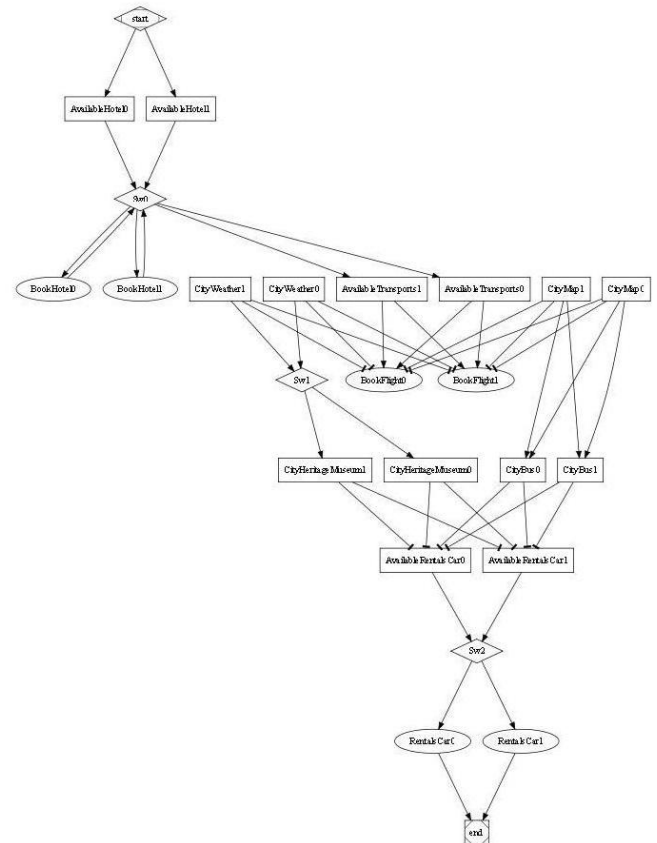 start
AvailableHotel0 AvailableHotel1
Sw0
BookHotel0 BookHotel1
CityWeather1 CityWeather0 AvailableTransports1 AvailableTransports0 CityMap1 CityMap0
Sw1 BookFlight0 BookFlight1
CityHeritageMuseum1 CityHeritageMuseum0 CityBus0 CityBus1
AvailableRentalsCar0 AvailableRentalsCar1
Sw2
RentalsCar0 RentalsCar1
end